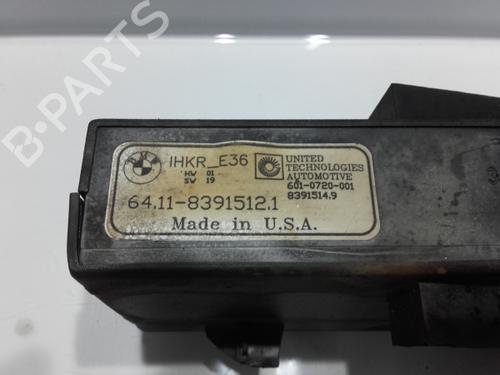 IHKR_E36
HW 01
SW 19
UNITED
TECHNOLOGIES
AUTOMOTIVE
601-0720-001
8391514.9
64.11-8391512.1
Made in U.S.A.
B-PARTS